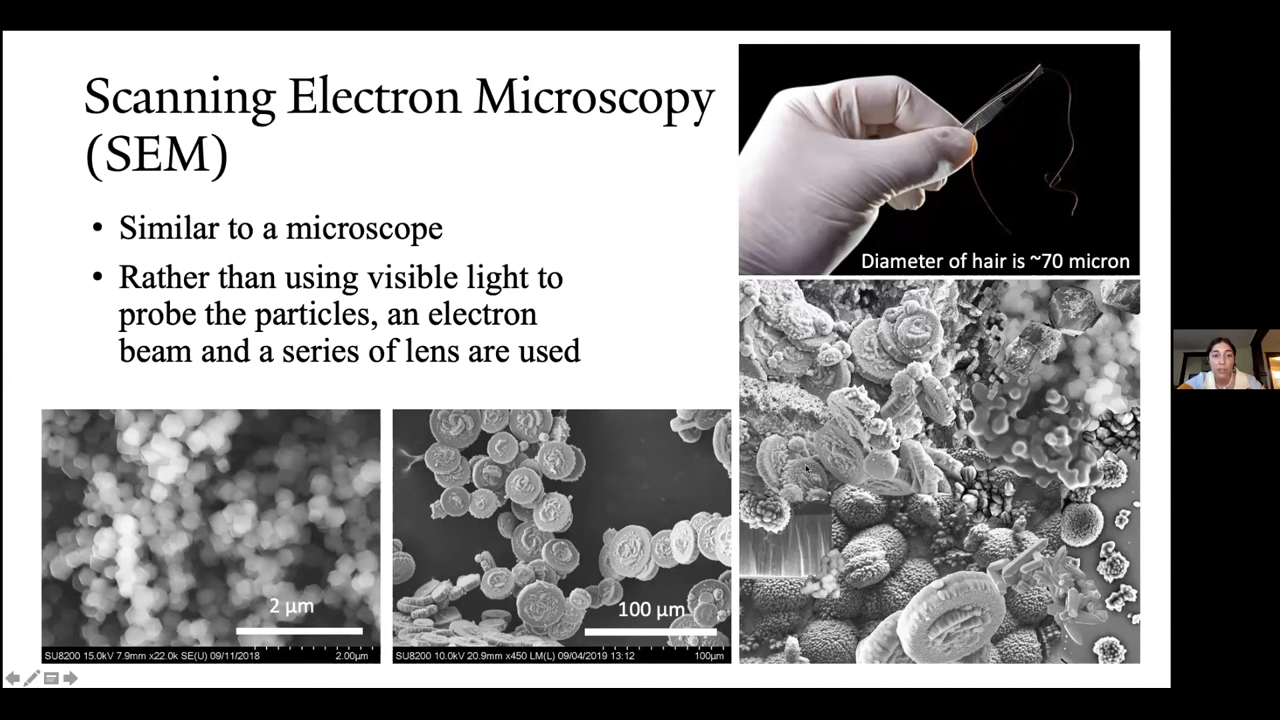 Scanning Electron Microscopy
(SEM)
• Similar to a microscope
• Rather than using visible light to
probe the particles, an electron
beam and a series of lens are used
Diameter of hair is ~70 micron
2 μm
SU8200 15.0kV 7.9mm x22.0k SE(U) 09/11/2018 2.00μm
100 μm
SU8200 10.0kV 20.9mm x450 LM(L) 09/04/2019 13:12 100μm